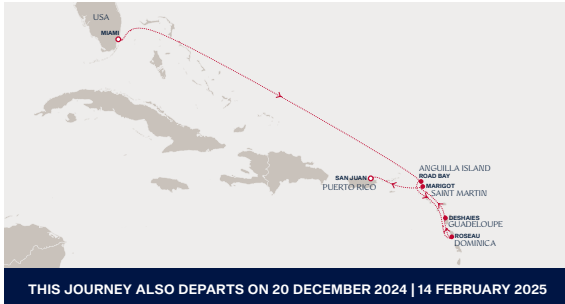 USA
MIAMI
ANGUILLA ISLAND
ROAD BAY
SAN JUAN
MARIGOT
PUERTO RICO
SAINT MARTIN
DESHAIES
GUADELOUPE
ROSEAU
DOMINICA
THIS JOURNEY ALSO DEPARTS ON 20 DECEMBER 2024 | 14 FEBRUARY 2025